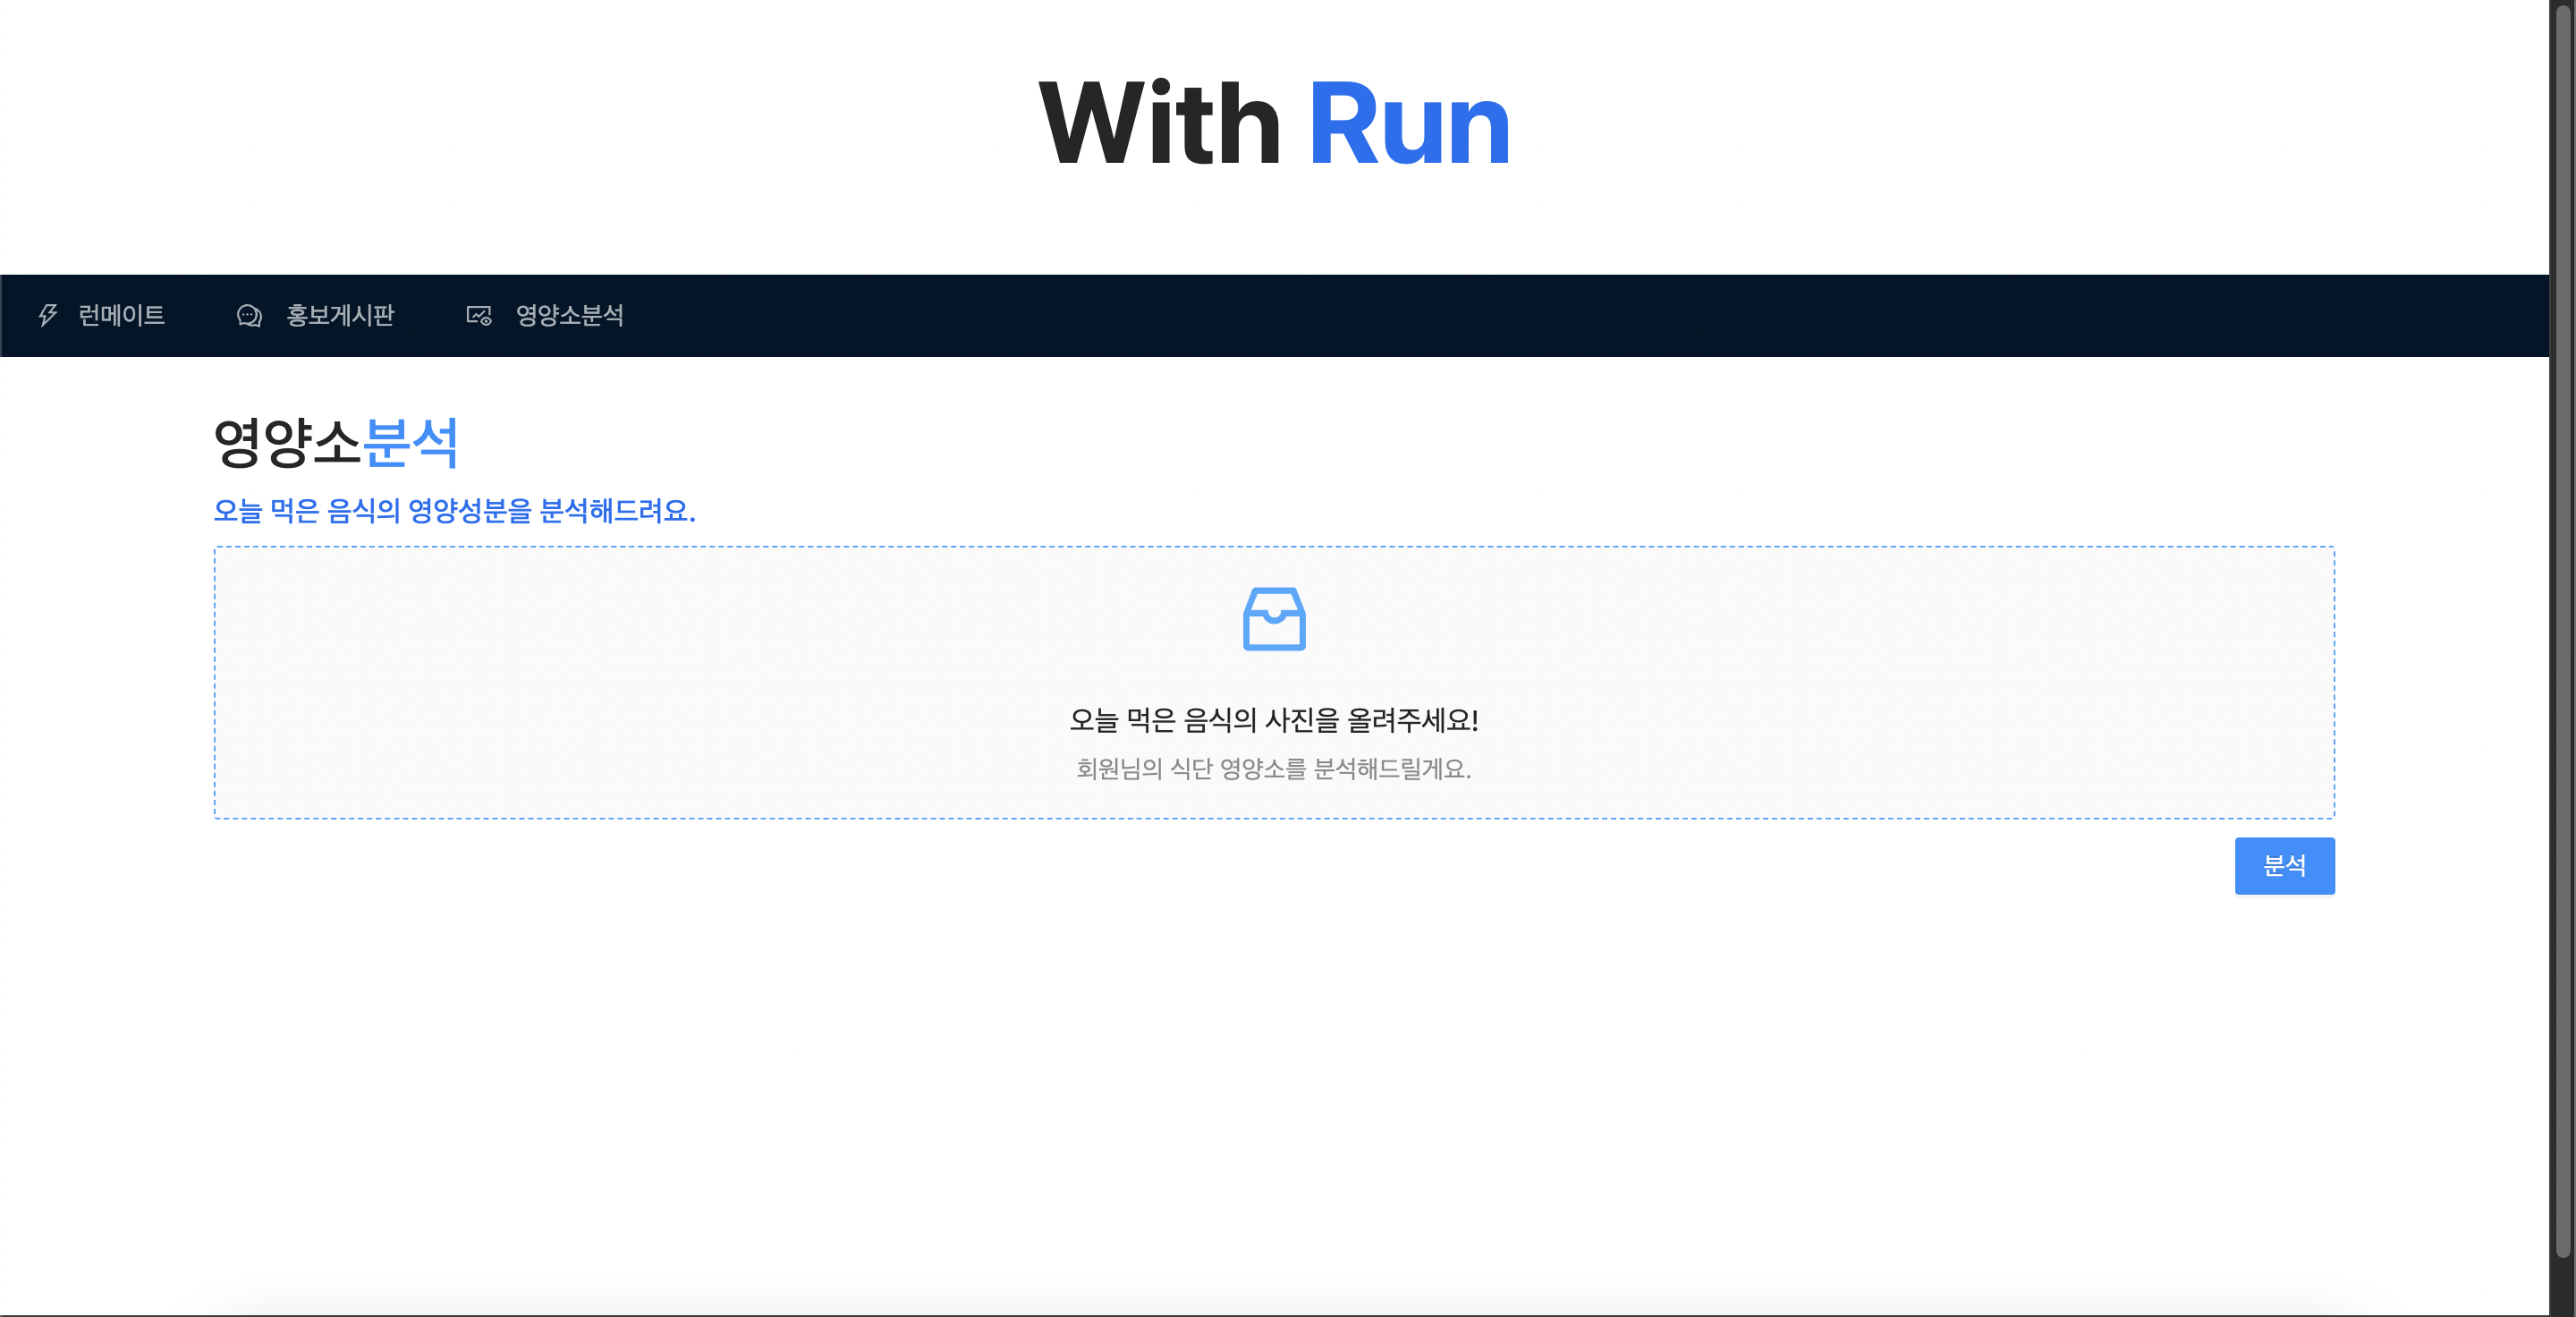 With Run
런메이트 홍보게시판 영양소분석
영양소분석
오늘 먹은 음식의 영양성분을 분석해드려요.
오늘 먹은 음식의 사진을 올려주세요!
회원님의 식단 영양소를 분석해드릴게요.
분석